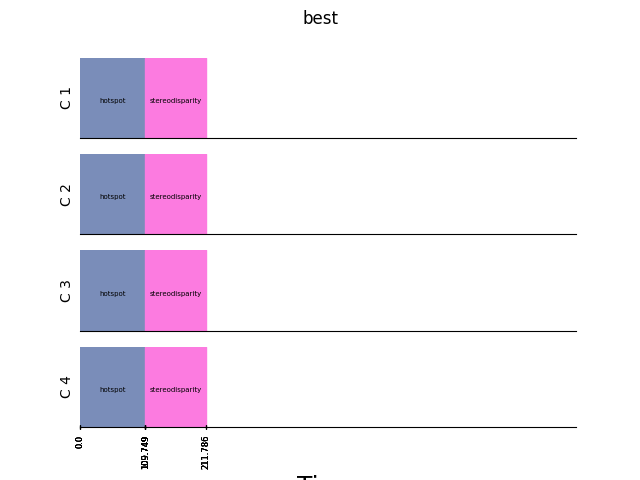 best
C 1
hotspot stereodisparity
C 2
hotspot stereodisparity
C 3
hotspot stereodisparity
C 4
hotspot stereodisparity
0.0 109.749 211.786